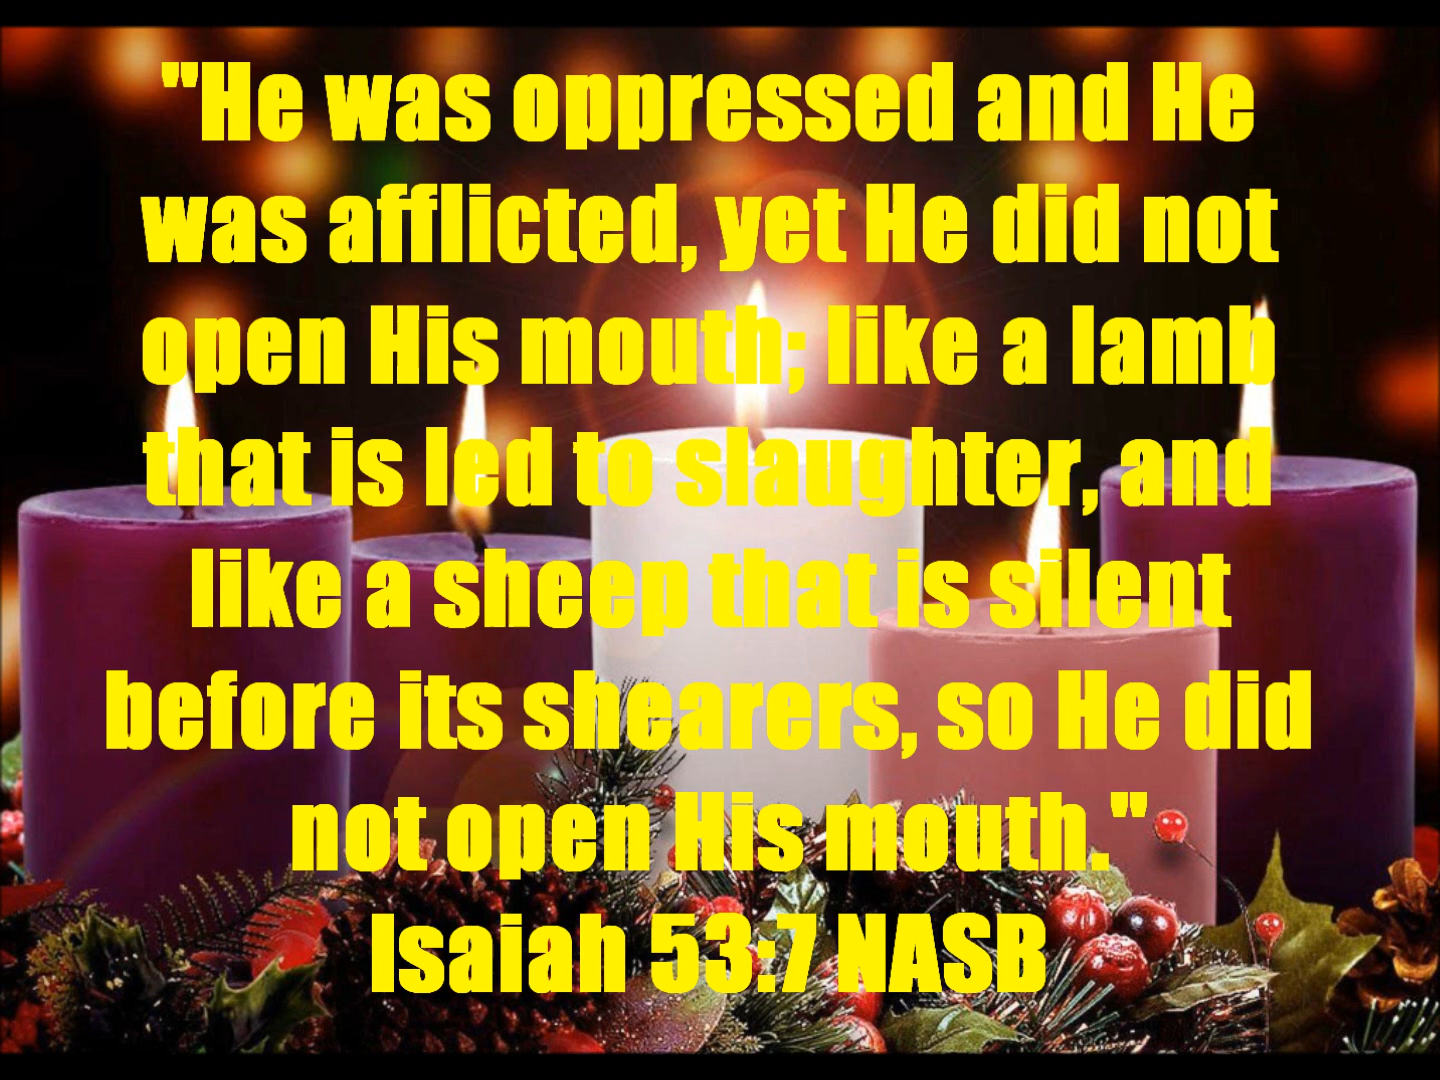 "He was oppressed and He
was afflicted, yet He did not
open His mouth; like a lamb
that is led to slaughter, and
like a sheep that is silent
before its shearers, so He did
not open His mouth."
Isaiah 53:7 NASB